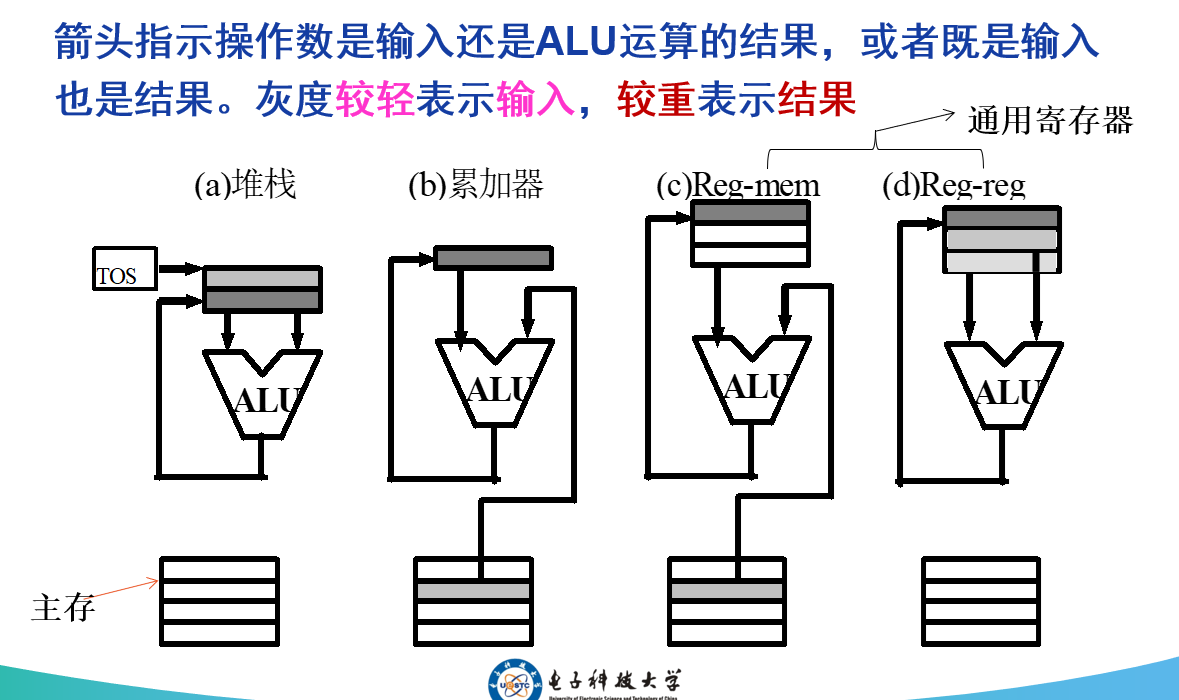 箭头指示操作数是输入还是ALU运算的结果，或者既是输入
也是结果。灰度较轻表示输入，较重表示结果
通用寄存器
(a)堆栈
(b)累加器
(c)Reg-mem
(d)Reg-reg
TOS
ALU
ALU
ALU
ALU
主存
电子科技大学
University of Electronic Science and Technology of China